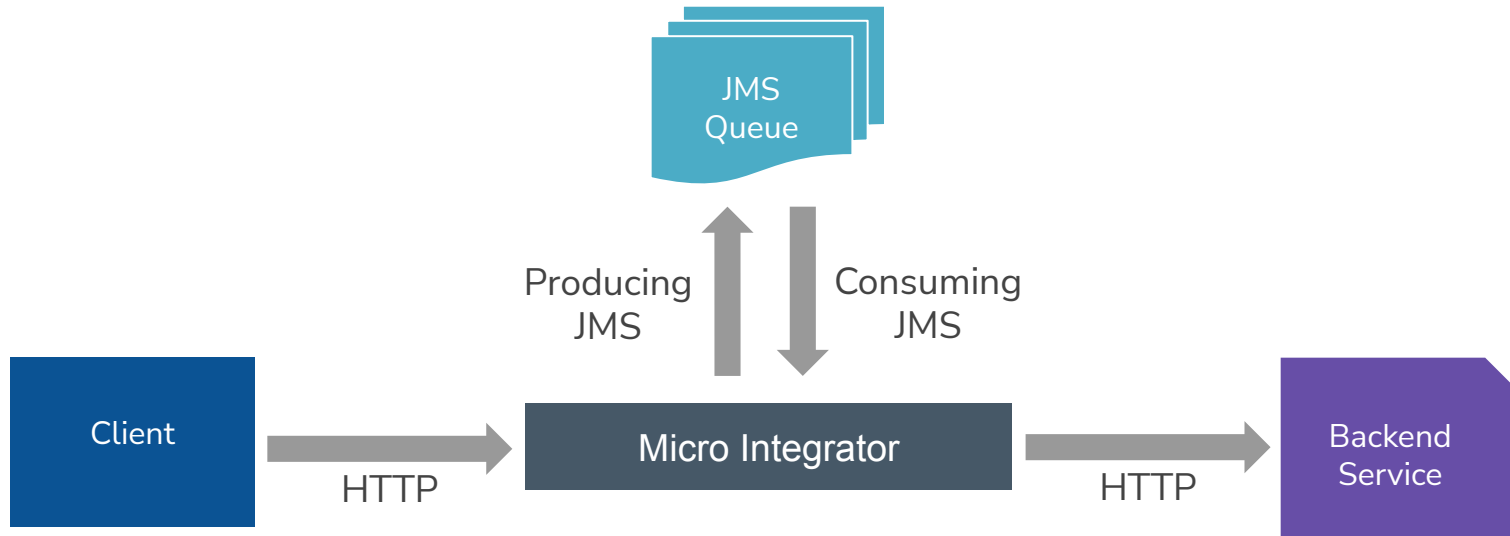 JMS
Queue
Producing
JMS
Consuming
JMS
Client
HTTP
Micro Integrator
HTTP
Backend
Service